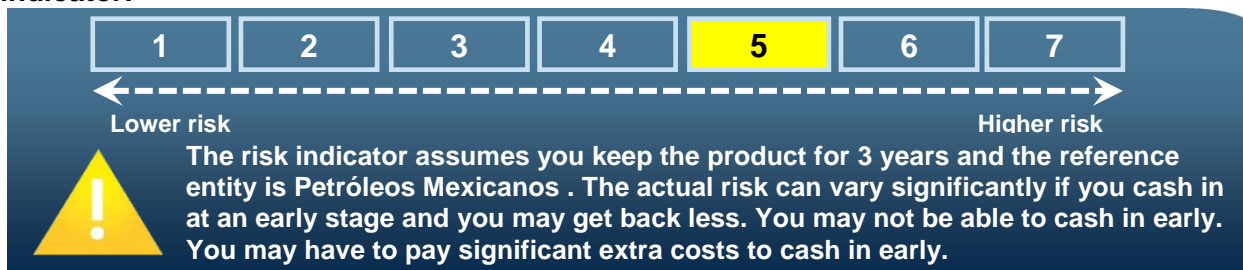 1 2 3 4 5 6 7
Lower risk Higher risk
The risk indicator assumes you keep the product for 3 years and the reference
entity is Petróleos Mexicanos . The actual risk can vary significantly if you cash in
at an early stage and you may get back less. You may not be able to cash in early.
You may have to pay significant extra costs to cash in early.